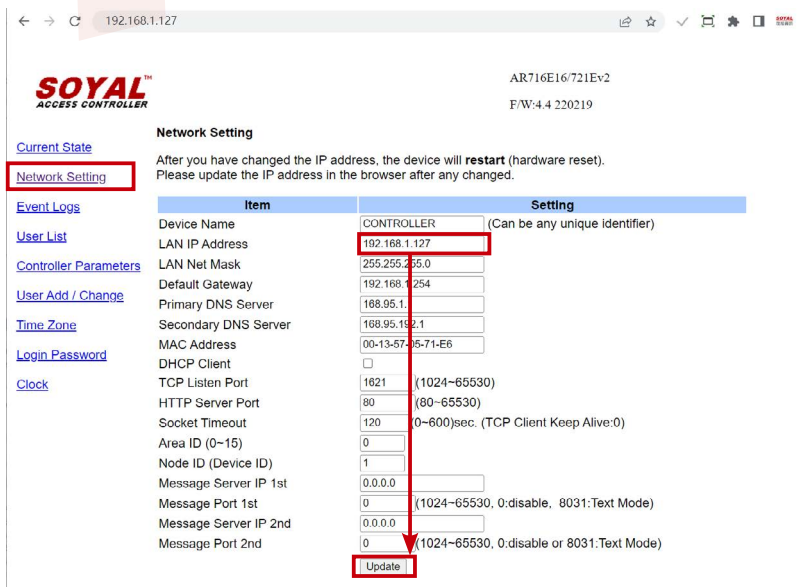 192.168.1.127
SOYAL™
ACCESS CONTROLLER
AR716E16/721Ev2
F/W:4.4 220219
Current State
Network Setting
Event Logs
User List
Controller Parameters
User Add / Change
Time Zone
Login Password
Clock
Network Setting
After you have changed the IP address, the device will restart (hardware reset).
Please update the IP address in the browser after any changed.
Item Setting
Device Name CONTROLLER (Can be any unique identifier)
LAN IP Address 192.168.1.127
LAN Net Mask 255.255.255.0
Default Gateway 192.168.1.254
Primary DNS Server 168.95.1.
Secondary DNS Server 168.95.192.1
MAC Address 00-13-57-05-71-E6
DHCP Client
TCP Listen Port 1621 (1024~65530)
HTTP Server Port 80 (80~65530)
Socket Timeout 120 (0~600)sec. (TCP Client Keep Alive:0)
Area ID (0~15) 0
Node ID (Device ID) 1
Message Server IP 1st 0.0.0.0
Message Port 1st 0 (1024~65530, 0:disable, 8031:Text Mode)
Message Server IP 2nd 0.0.0.0
Message Port 2nd 0 (1024~65530, 0:disable or 8031:Text Mode)
Update